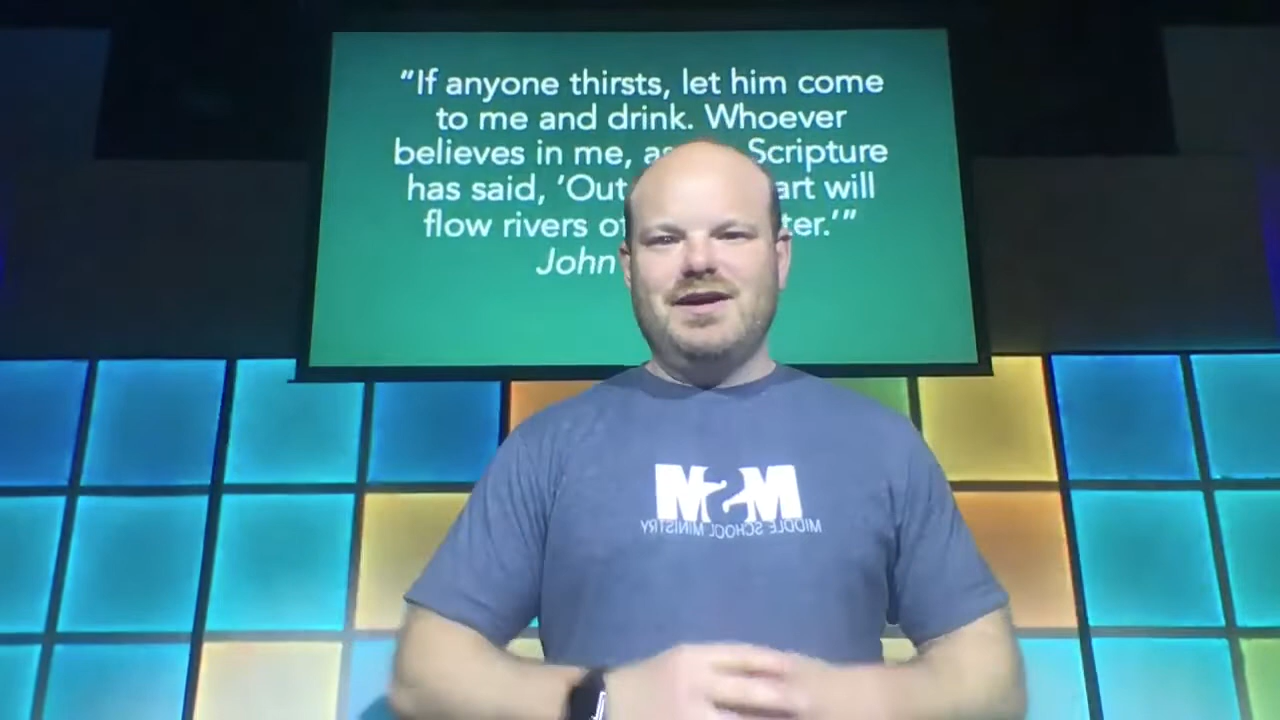 “If anyone thirsts, let him come
to me and drink. Whoever
believes in me, as Scripture
has said, ‘Out art will
flow rivers of ter.’”
John
MSM
MIDDLE SCHOOL MINISTRY